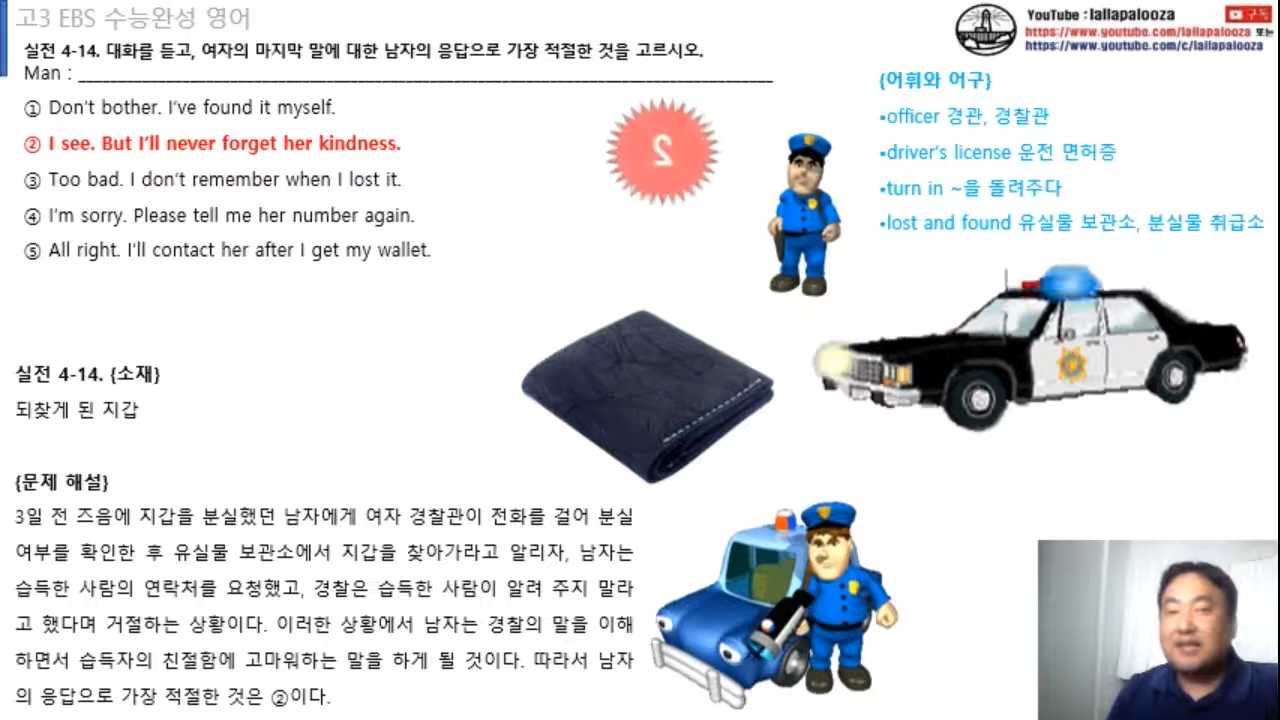 고3 EBS 수능완성 영어
YouTube : lallapalooza
구독
https://www.youtube.com/lallapalooza 또는
https://www.youtube.com/c/lallapalooza
실전 4-14. 대화를 듣고, 여자의 마지막 말에 대한 남자의 응답으로 가장 적절한 것을 고르시오.
Man : ______________________________
① Don't bother. I've found it myself.
② I see. But I'll never forget her kindness.
③ Too bad. I don't remember when I lost it.
④ I'm sorry. Please tell me her number again.
⑤ All right. I'll contact her after I get my wallet.
2
{어휘와 어구}
•officer 경관, 경찰관
•driver's license 운전 면허증
•turn in ~을 돌려주다
•lost and found 유실물 보관소, 분실물 취급소
실전 4-14. {소재}
되찾게 된 지갑
{문제 해설}
3일 전 즈음에 지갑을 분실했던 남자에게 여자 경찰관이 전화를 걸어 분실
여부를 확인한 후 유실물 보관소에서 지갑을 찾아가라고 알리자, 남자는
습득한 사람의 연락처를 요청했고, 경찰은 습득한 사람이 알려 주지 말라
고 했다며 거절하는 상황이다. 이러한 상황에서 남자는 경찰의 말을 이해
하면서 습득자의 친절함에 고마워하는 말을 하게 될 것이다. 따라서 남자
의 응답으로 가장 적절한 것은 ②이다.